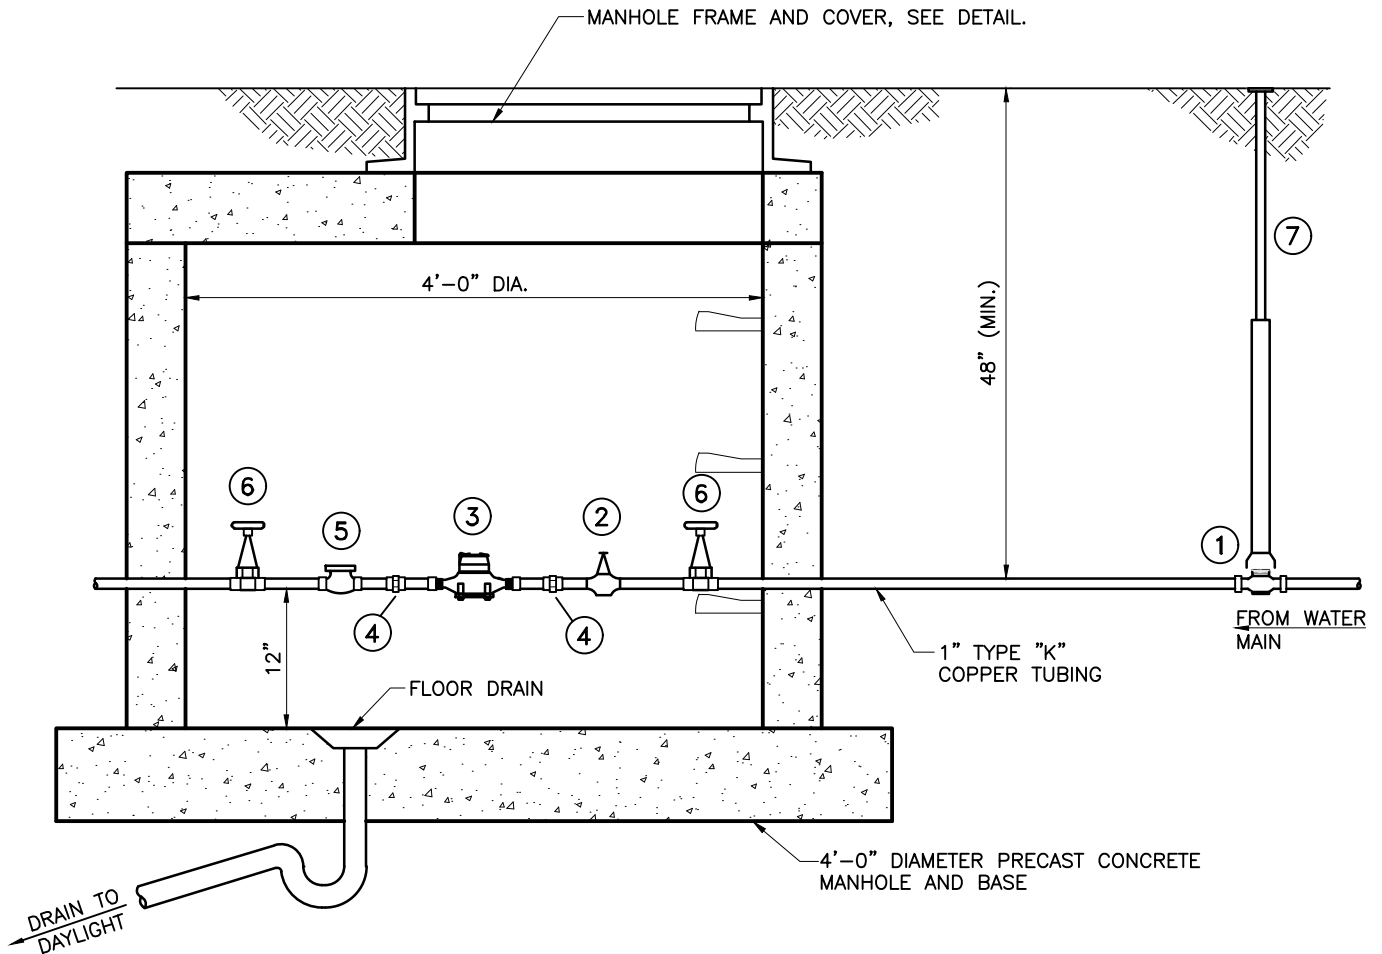 MANHOLE FRAME AND COVER, SEE DETAIL.
7
4'-0" DIA.
48" (MIN.)
6
5
3
2
6
1
4
4
FROM WATER
MAIN
12"
1" TYPE "K"
COPPER TUBING
FLOOR DRAIN
4'-0" DIAMETER PRECAST CONCRETE
MANHOLE AND BASE
DRAIN TO
DAYLIGHT